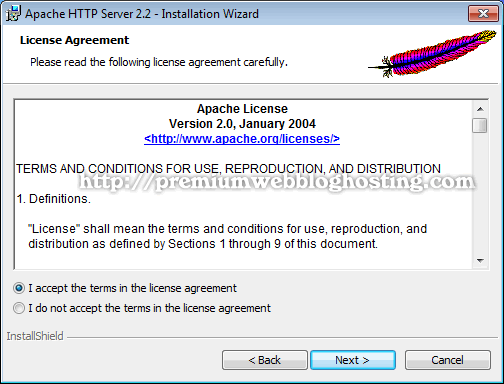 Apache HTTP Server 2.2 - Installation Wizard
License Agreement
Please read the following license agreement carefully.
Apache License
Version 2.0, January 2004
<http://www.apache.org/licenses/>
TERMS AND CONDITIONS FOR USE, REPRODUCTION, AND DISTRIBUTION
http://premiumwebbloghosting.com
1. Definitions.
"License" shall mean the terms and conditions for use, reproduction, and
distribution as defined by Sections 1 through 9 of this document.
I accept the terms in the license agreement
I do not accept the terms in the license agreement
InstallShield
< Back Next > Cancel